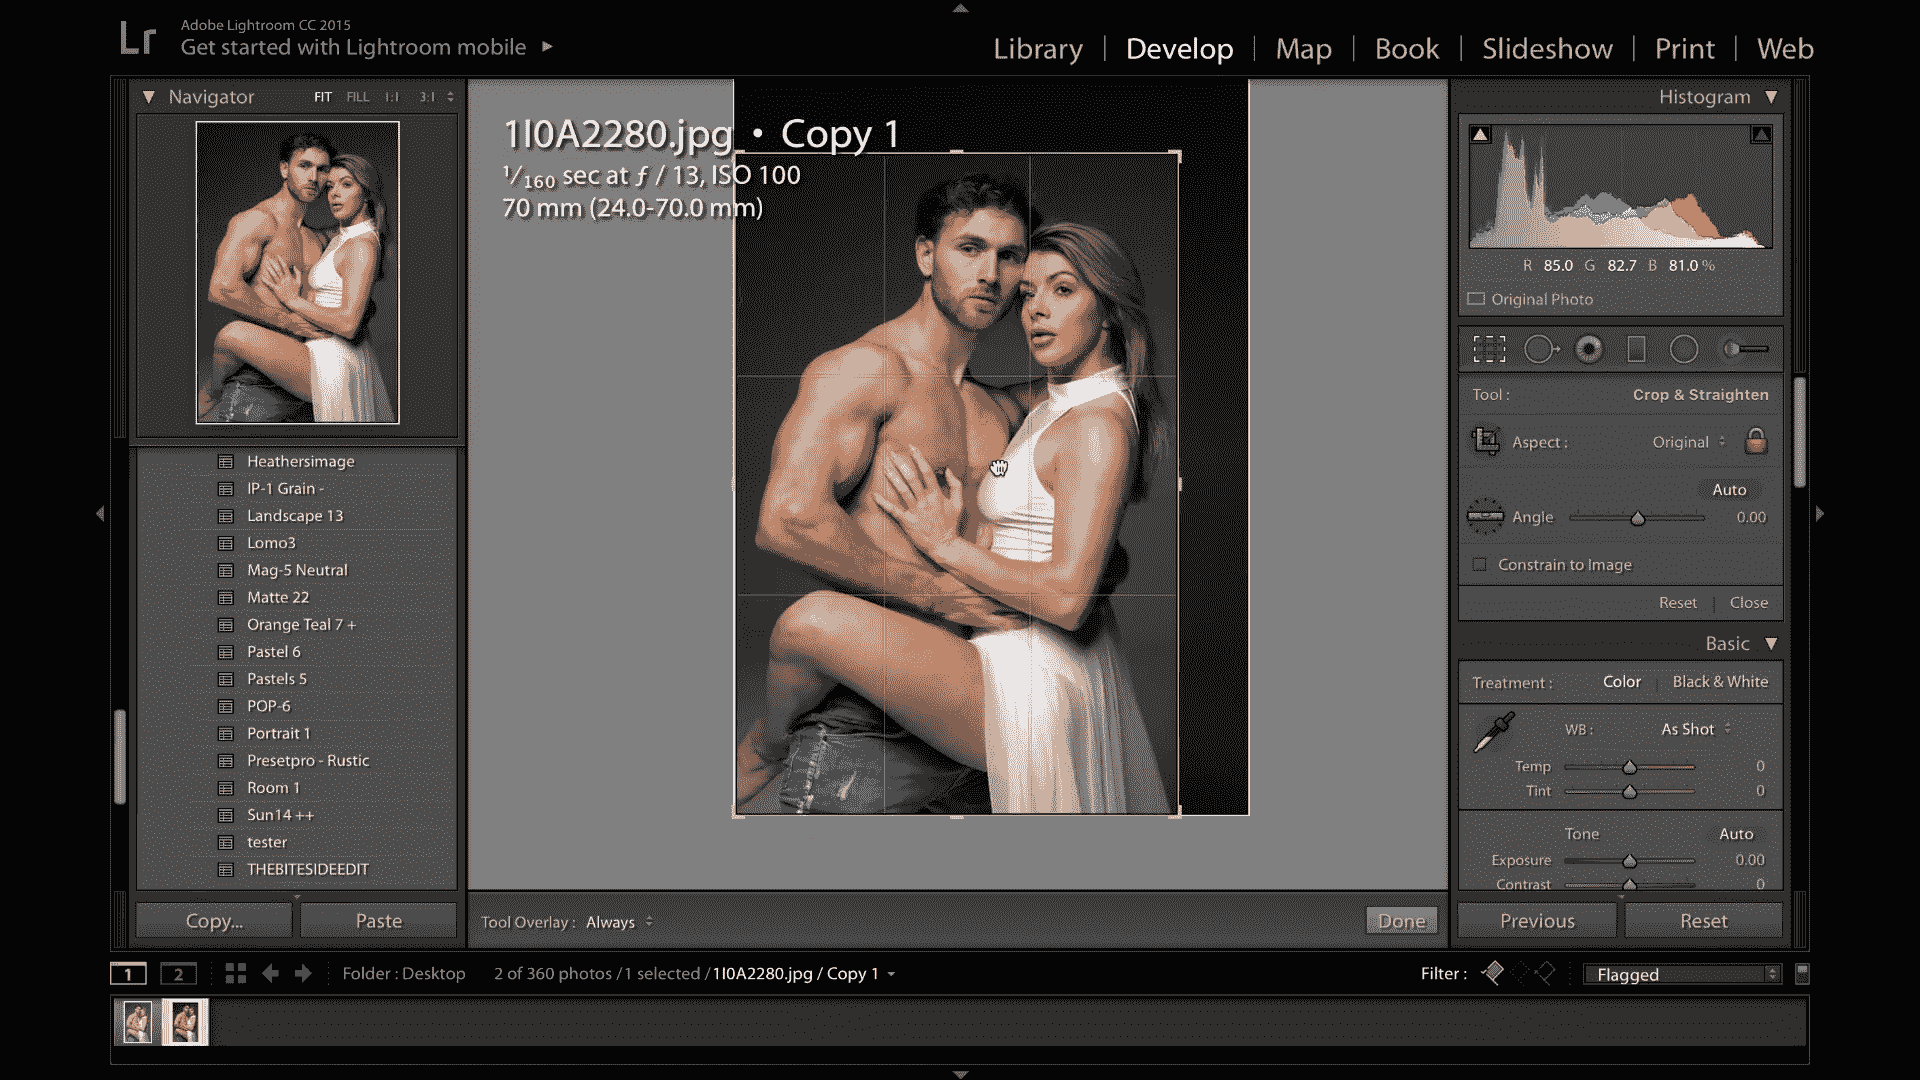 Lr
Adobe Lightroom CC 2015
Get started with Lightroom mobile
Library | Develop | Map | Book | Slideshow | Print | Web
Navigator FIT FILL 1:1 3:1
Heathersimage
IP-1 Grain -
Landscape 13
Lomo3
Mag-5 Neutral
Matte 22
Orange Teal 7 +
Pastel 6
Pastels 5
POP-6
Portrait 1
Presetpro - Rustic
Room 1
Sun14 ++
tester
THEBITESIDEEDIT
Copy... Paste
1I0A2280.jpg • Copy 1
1/160 sec at ƒ / 13, ISO 100
70 mm (24.0-70.0 mm)
Tool Overlay : Always Done
Histogram
R 85.0 G 82.7 B 81.0 %
Original Photo
Tool : Crop & Straighten
Aspect : Original
Auto
Angle 0.00
Constrain to Image
Reset | Close
Basic
Treatment : Color | Black & White
WB : As Shot
Temp 0
Tint 0
Tone Auto
Exposure 0.00
Contrast 0
Previous Reset
1 2 Folder : Desktop 2 of 360 photos / 1 selected / 1I0A2280.jpg / Copy 1 Filter : Flagged